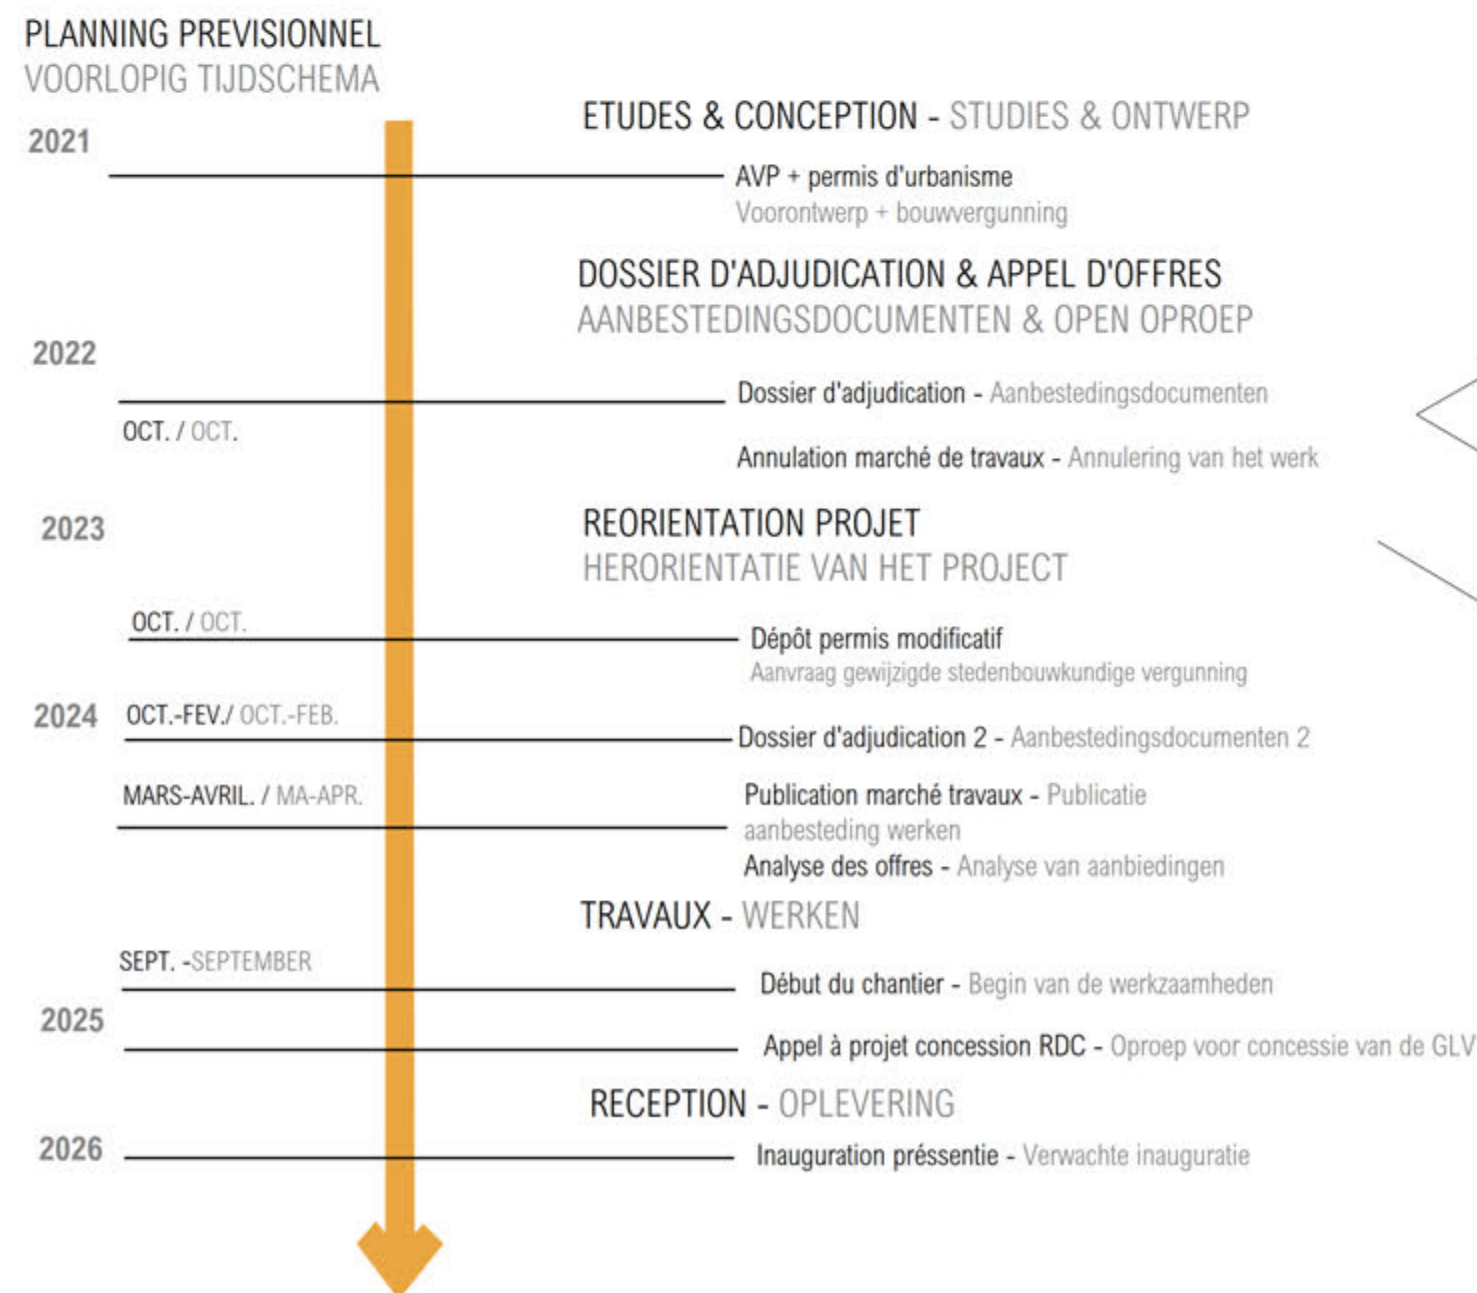 PLANNING PREVISIONNEL
VOORLOPIG TIJDSCHEMA
ETUDES & CONCEPTION - STUDIES & ONTWERP
2021
AVP + permis d'urbanisme
Voorontwerp + bouwvergunning
DOSSIER D'ADJUDICATION & APPEL D'OFFRES
AANBESTEDINGSDOCUMENTEN & OPEN OPROEP
2022
Dossier d'adjudication - Aanbestedingsdocumenten
OCT. / OCT.
Annulation marché de travaux - Annulering van het werk
2023
REORIENTATION PROJET
HERORIENTATIE VAN HET PROJECT
OCT. / OCT.
Dépôt permis modificatif
Aanvraag gewijzigde stedenbouwkundige vergunning
2024 OCT.-FEV./ OCT.-FEB.
Dossier d'adjudication 2 - Aanbestedingsdocumenten 2
MARS-AVRIL. / MA-APR.
Publication marché travaux - Publicatie
aanbesteding werken
Analyse des offres - Analyse van aanbiedingen
TRAVAUX - WERKEN
SEPT. -SEPTEMBER
Début du chantier - Begin van de werkzaamheden
2025
Appel à projet concession RDC - Oproep voor concessie van de GLV
RECEPTION - OPLEVERING
2026
Inauguration préssentie - Verwachte inauguratie